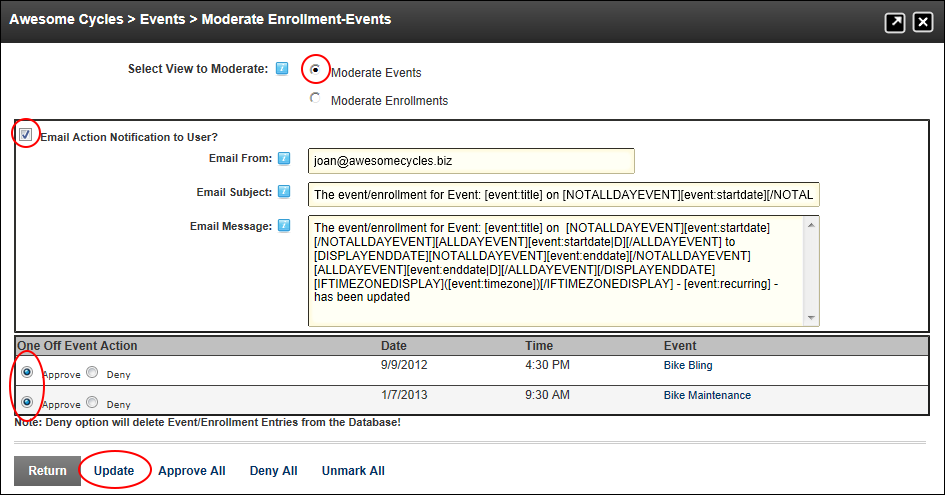 Awesome Cycles > Events > Moderate Enrollment-Events
Select View to Moderate:
Moderate Events
Moderate Enrollments
Email Action Notification to User?
Email From: joan@awesomecycles.biz
Email Subject: The event/enrollment for Event: [event:title] on [NOTALLDAYEVENT][event:startdate][/NOTAL
Email Message: The event/enrollment for Event: [event:title] on [NOTALLDAYEVENT][event:startdate]
[/NOTALLDAYEVENT][ALLDAYEVENT][event:startdate|D][/ALLDAYEVENT] to
[DISPLAYENDDATE][NOTALLDAYEVENT][event:enddate][/NOTALLDAYEVENT]
[ALLDAYEVENT][event:enddate|D][/ALLDAYEVENT][/DISPLAYENDDATE]
[IFTIMEZONEDISPLAY]([event:timezone])[/IFTIMEZONEDISPLAY] - [event:recurring] -
has been updated
One Off Event Action Date Time Event
Approve Deny 9/9/2012 4:30 PM Bike Bling
Approve Deny 1/7/2013 9:30 AM Bike Maintenance
Note: Deny option will delete Event/Enrollment Entries from the Database!
Return Update Approve All Deny All Unmark All